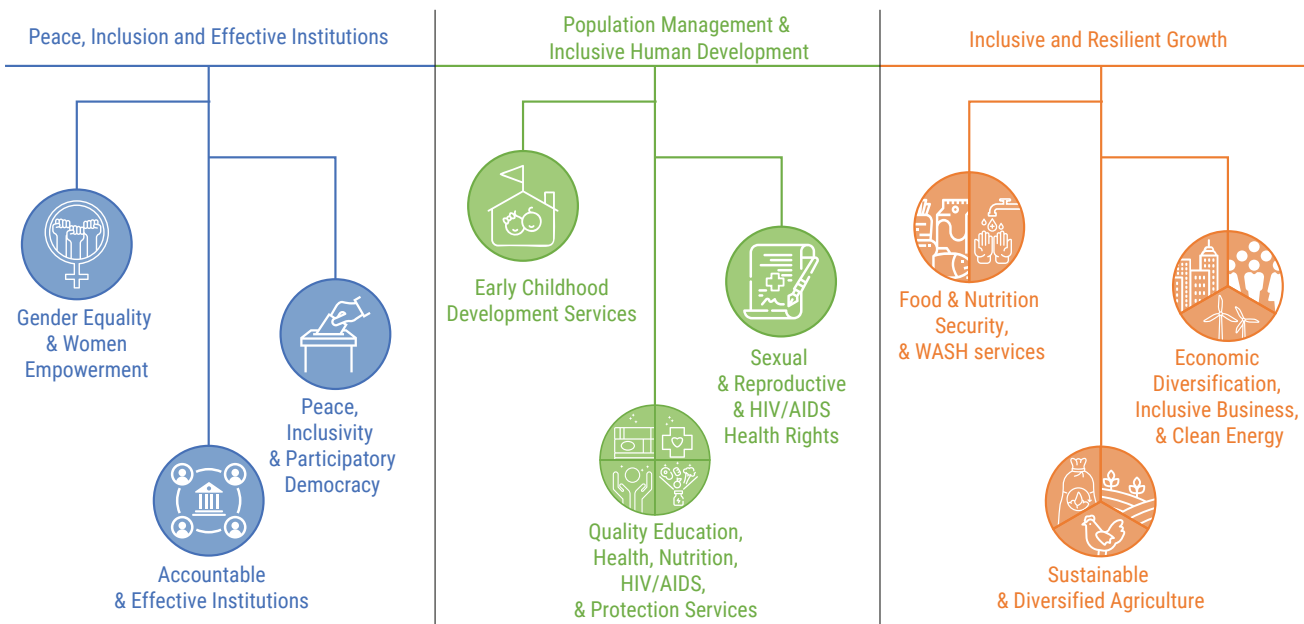 Peace, Inclusion and Effective Institutions
Gender Equality
& Women
Empowerment
Peace,
Inclusivity
& Participatory
Democracy
Accountable
& Effective Institutions
Population Management &
Inclusive Human Development
Early Childhood
Development Services
Sexual
& Reproductive
& HIV/AIDS
Health Rights
Quality Education,
Health, Nutrition,
HIV/AIDS,
& Protection Services
Inclusive and Resilient Growth
Food & Nutrition
Security,
& WASH services
Economic
Diversification,
Inclusive Business,
& Clean Energy
Sustainable
& Diversified Agriculture